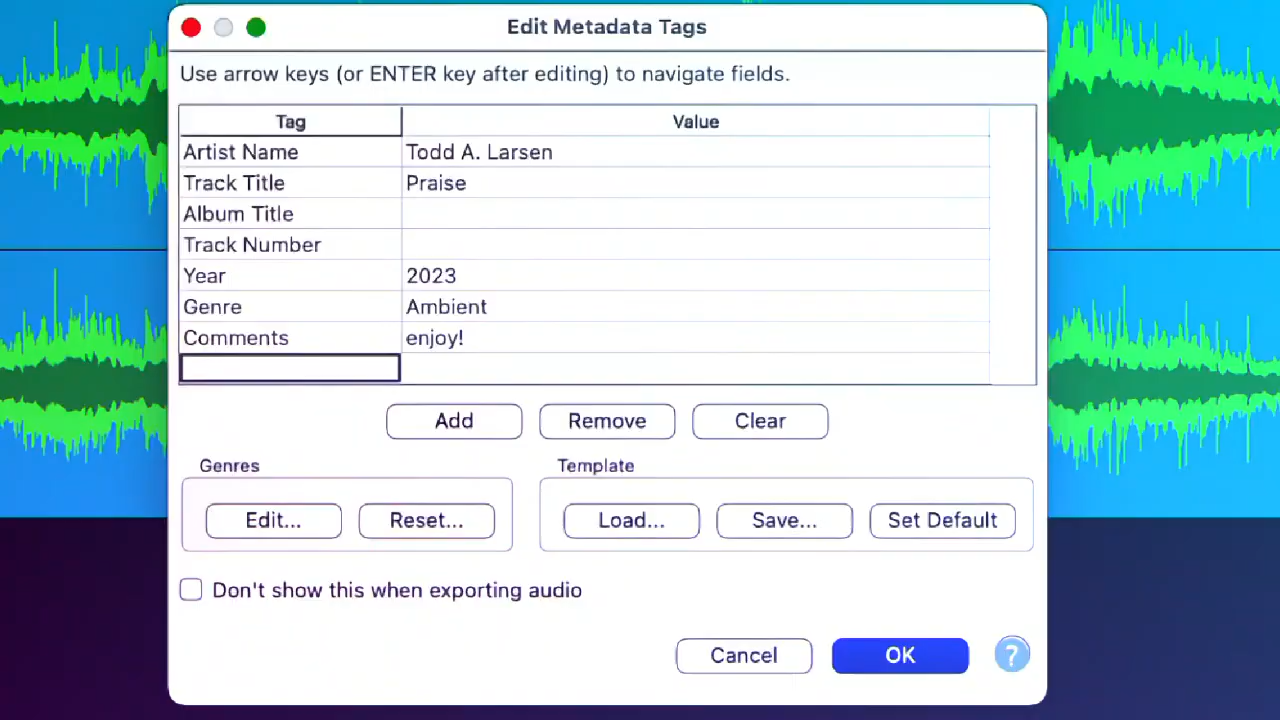 Edit Metadata Tags
Use arrow keys (or ENTER key after editing) to navigate fields.
Tag Value
Artist Name Todd A. Larsen
Track Title Praise
Album Title
Track Number
Year 2023
Genre Ambient
Comments enjoy!
Add Remove Clear
Genres Template
Edit... Reset... Load... Save... Set Default
Don't show this when exporting audio
Cancel OK ?